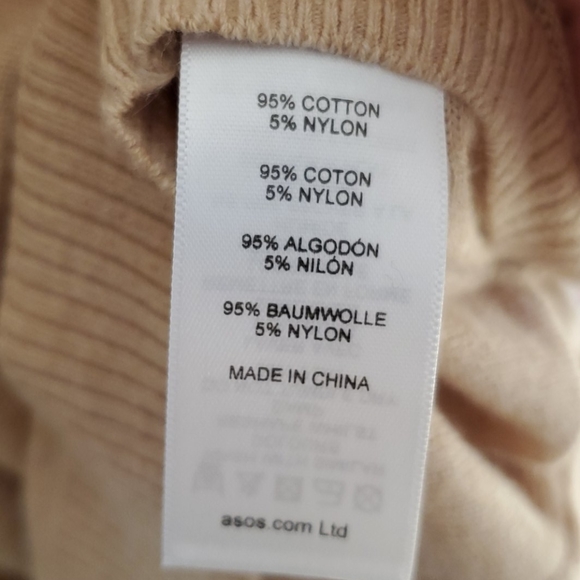 95% COTTON
5% NYLON
95% COTON
5% NYLON
95% ALGODÓN
5% NILÓN
95% BAUMWOLLE
5% NYLON
MADE IN CHINA
asos.com Ltd